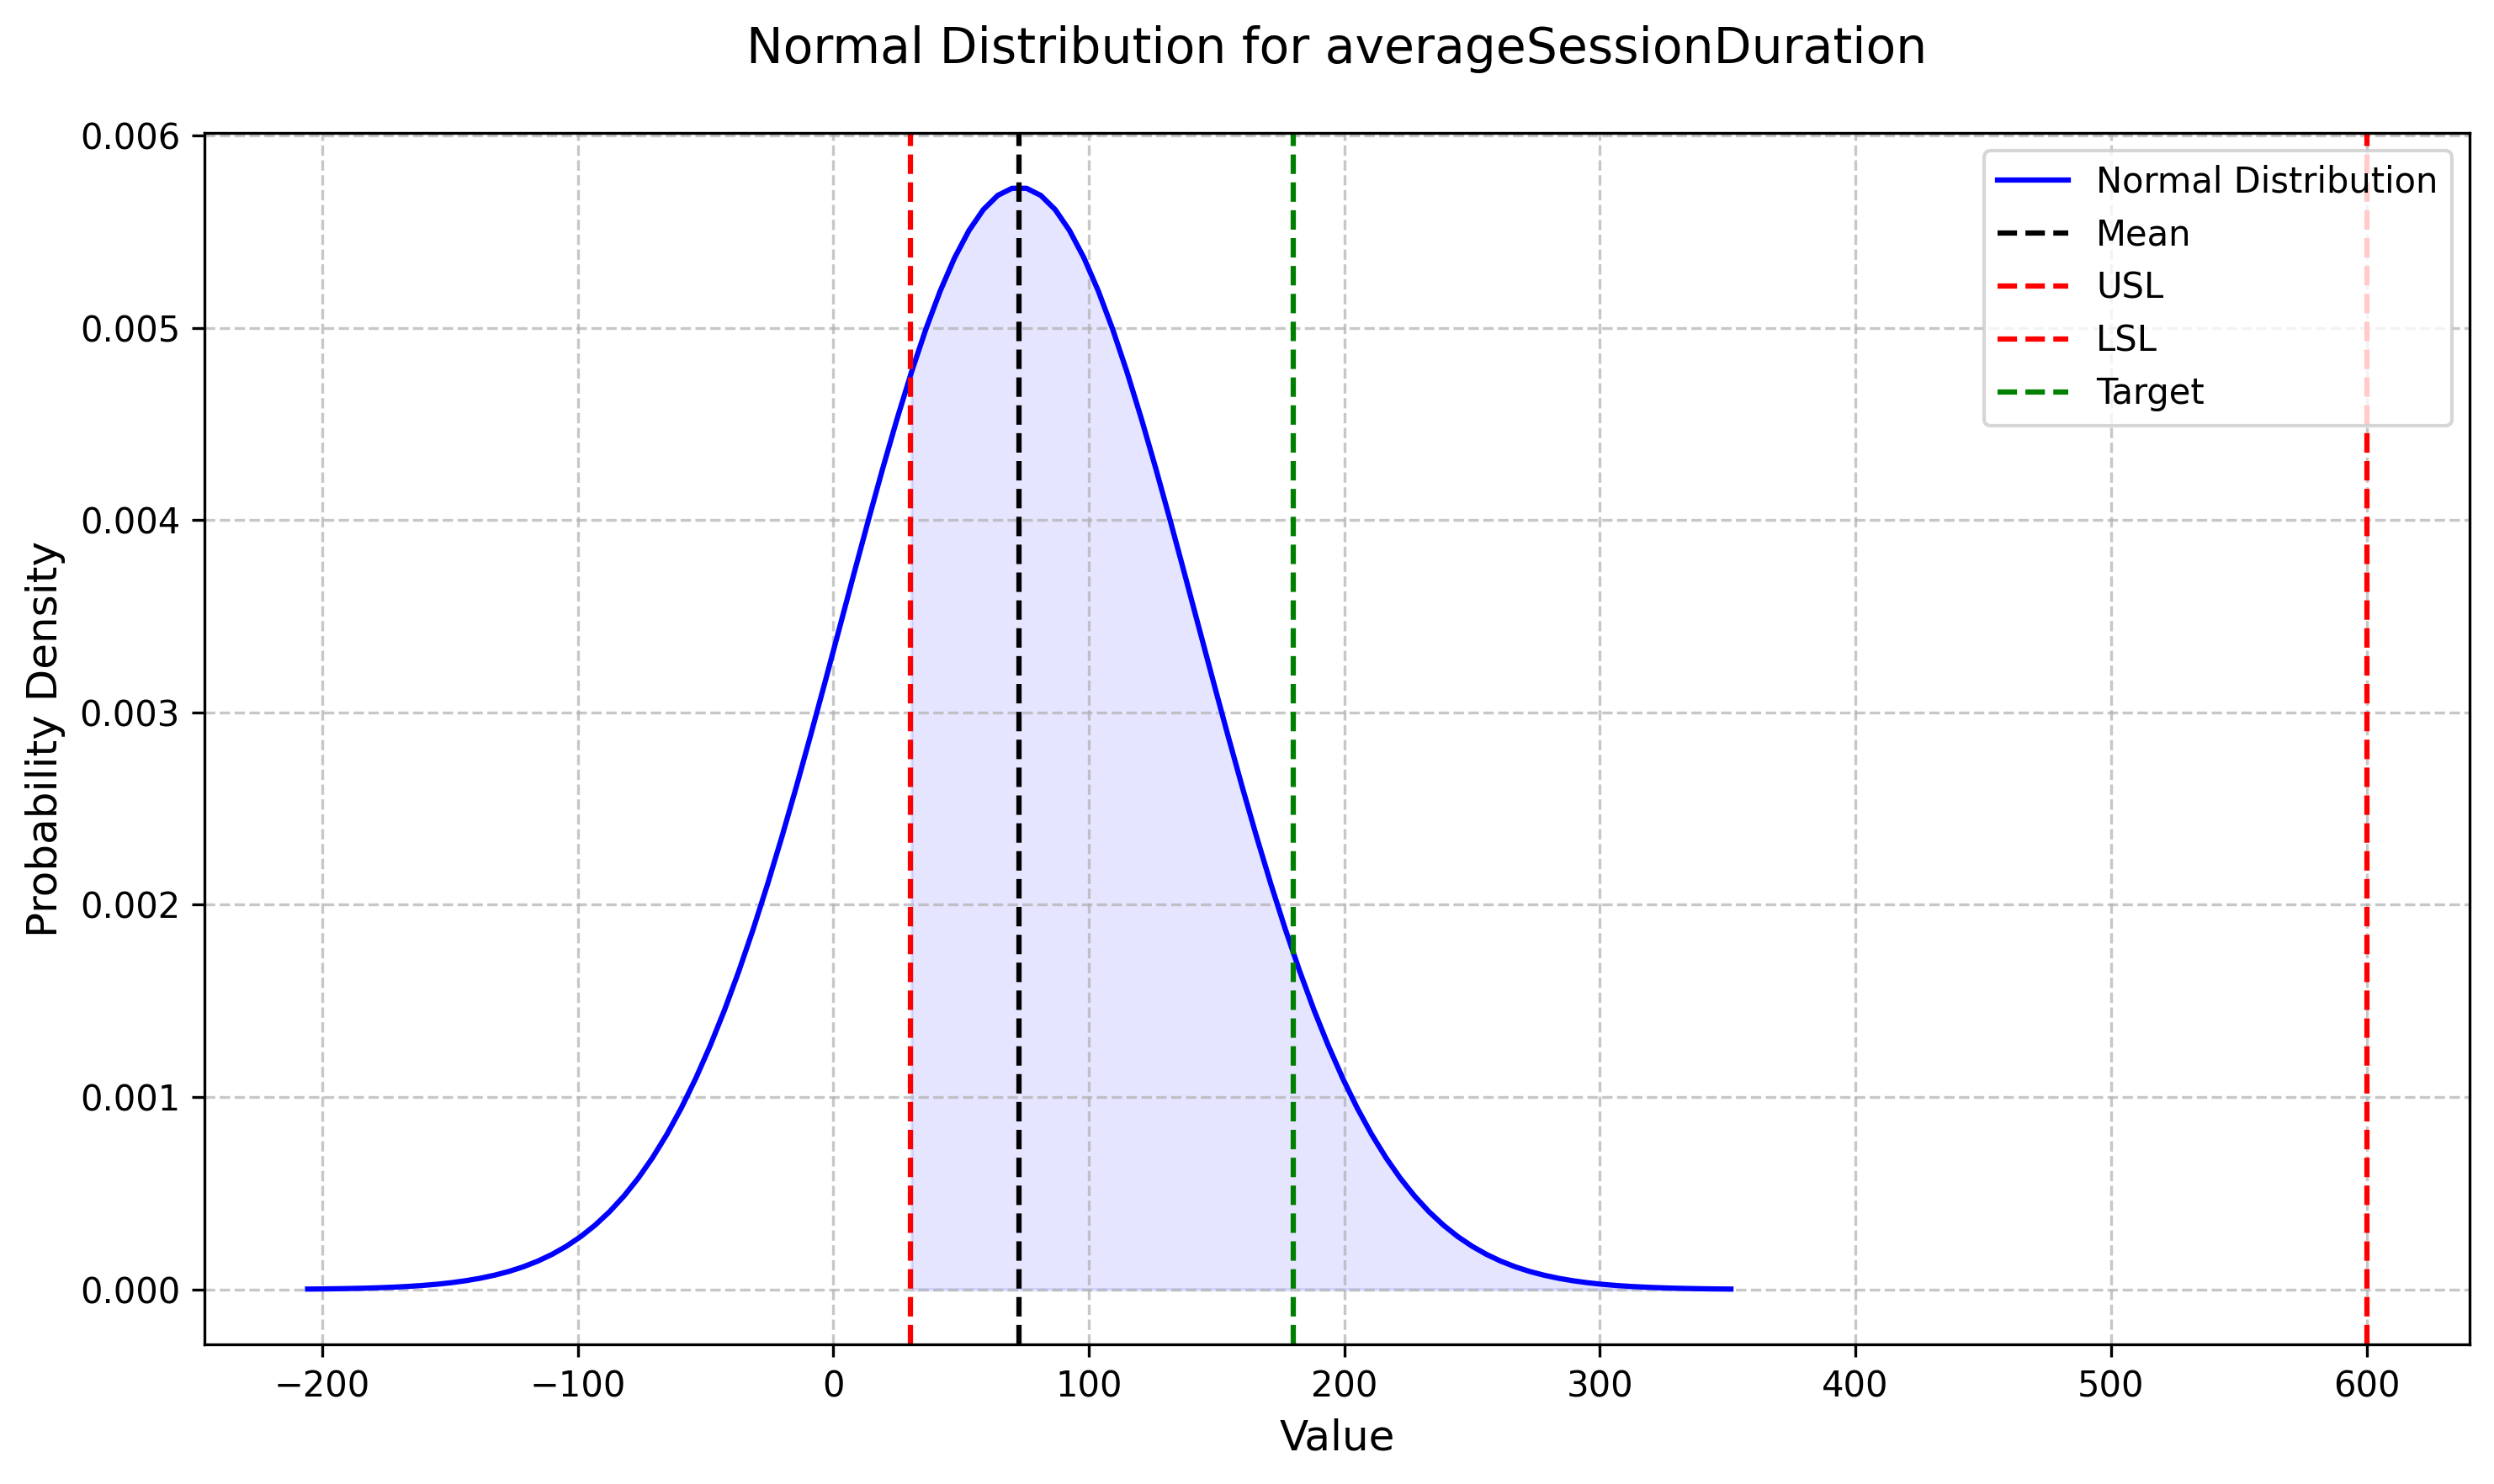 Normal Distribution for averageSessionDuration
0.006
0.005
0.004
0.003
0.002
0.001
0.000
Probability Density
Normal Distribution
Mean
USL
LSL
Target
−200 −100 0 100 200 300 400 500 600
Value